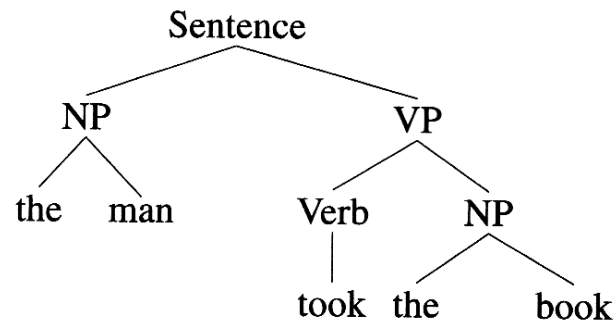 Sentence
NP VP
the man Verb NP
took the book